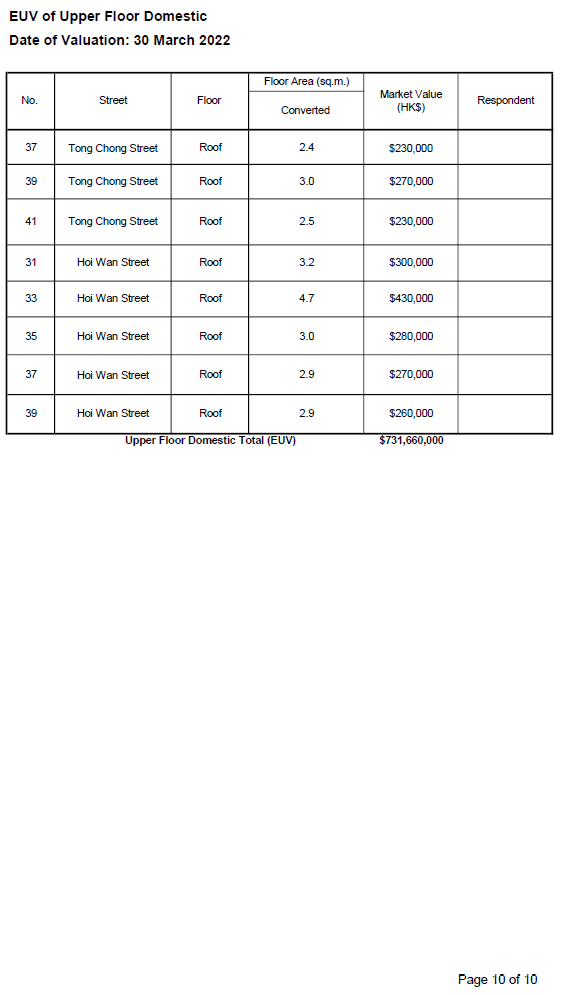 EUV of Upper Floor Domestic
Date of Valuation: 30 March 2022
No. Street Floor Floor Area (sq.m.) Converted Market Value (HK$) Respondent
37 Tong Chong Street Roof 2.4 $230,000
39 Tong Chong Street Roof 3.0 $270,000
41 Tong Chong Street Roof 2.5 $230,000
31 Hoi Wan Street Roof 3.2 $300,000
33 Hoi Wan Street Roof 4.7 $430,000
35 Hoi Wan Street Roof 3.0 $280,000
37 Hoi Wan Street Roof 2.9 $270,000
39 Hoi Wan Street Roof 2.9 $260,000
Upper Floor Domestic Total (EUV) $731,660,000
Page 10 of 10